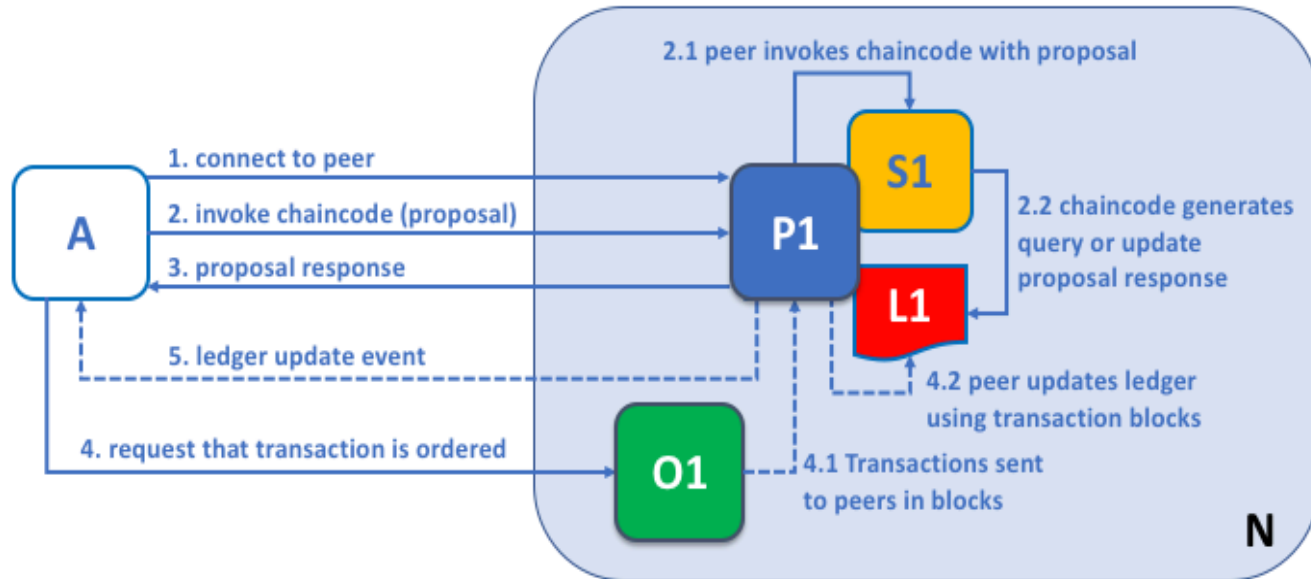 2.1 peer invokes chaincode with proposal
1. connect to peer
S1
A
2. invoke chaincode (proposal)
P1
2.2 chaincode generates
query or update
proposal response
3. proposal response
L1
5. ledger update event
4.2 peer updates ledger
using transaction blocks
4. request that transaction is ordered
O1
4.1 Transactions sent
to peers in blocks
N